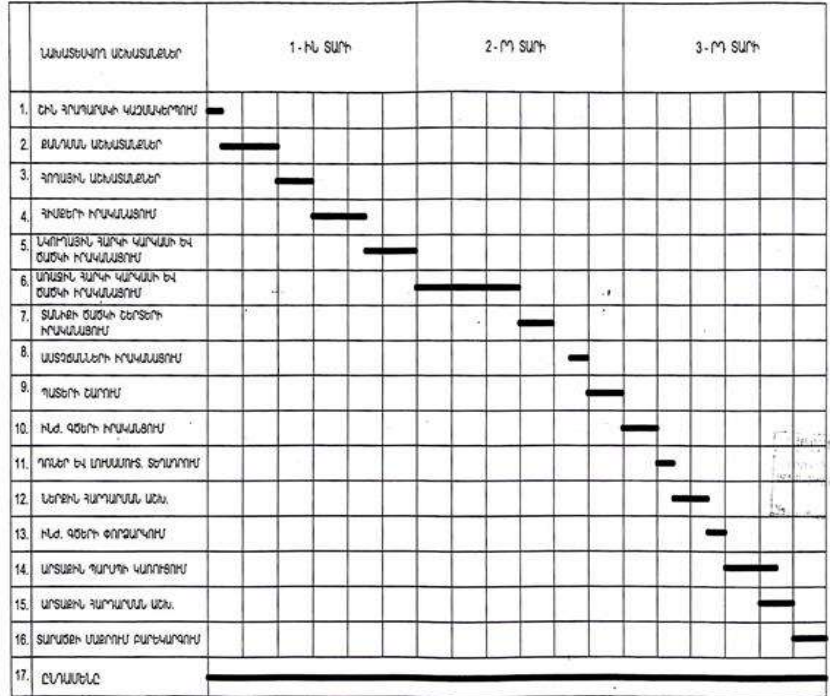 ՆԱԽԱՏԵՍՎՈՂ ԱՇԽԱՏԱՆՔՆԵՐ
1-ԻՆ ՏԱՐԻ
2-ՐԴ ՏԱՐԻ
3-ՐԴ ՏԱՐԻ
1. ՇԻՆ ՀՐԱՊԱՐԱԿԻ ԿԱԶՄԱԿԵՐՊՈՒՄ
2. ՔԱՆԴՄԱՆ ԱՇԽԱՏԱՆՔՆԵՐ
3. ՀՈՂԱՅԻՆ ԱՇԽԱՏԱՆՔՆԵՐ
4. ՀԻՄՔԵՐԻ ԻՐԱԿԱՆԱՑՈՒՄ
5. ՆԿՈՒՂԱՅԻՆ ՀԱՐԿԻ ԿԱՐԿԱՍԻ ԵՎ
ԾԱԾԿԻ ԻՐԱԿԱՆԱՑՈՒՄ
6. ԱՌԱՋԻՆ ՀԱՐԿԻ ԿԱՐԿԱՍԻ ԵՎ
ԾԱԾԿԻ ԻՐԱԿԱՆԱՑՈՒՄ
7. ՏԱՆԻՔԻ ԾԱԾԿԻ ՇԵՐՏԵՐԻ
ԻՐԱԿԱՆԱՑՈՒՄ
8. ԱՍՏՃԱՆՆԵՐԻ ԻՐԱԿԱՆԱՑՈՒՄ
9. ՊԱՏԵՐԻ ՇԱՐՈՒՄ
10. ԻՆԺ. ԳԾԵՐԻ ԻՐԱԿԱՆՑՈՒՄ
11. ԴՌՆԵՐ ԵՎ ԼՈՒՍԱՄՈՒՏ. ՏԵՂԱԴՐՈՒՄ
12. ՆԵՐՔԻՆ ՀԱՐԴԱՐՄԱՆ ԱՇԽ.
13. ԻՆԺ. ԳԾԵՐԻ ՓՈՐՁԱՐԿՈՒՄ
14. ԱՐՏԱՔԻՆ ՊԱՐՍՊԻ ԿԱՌՈՒՑՈՒՄ
15. ԱՐՏԱՔԻՆ ՀԱՐԴԱՐՄԱՆ ԱՇԽ.
16. ՏԱՐԱԾՔԻ ՄԱՔՐՈՒՄ ԲԱՐԵԿԱՐԳՈՒՄ
17. ԸՆԴԱՄԵՆԸ